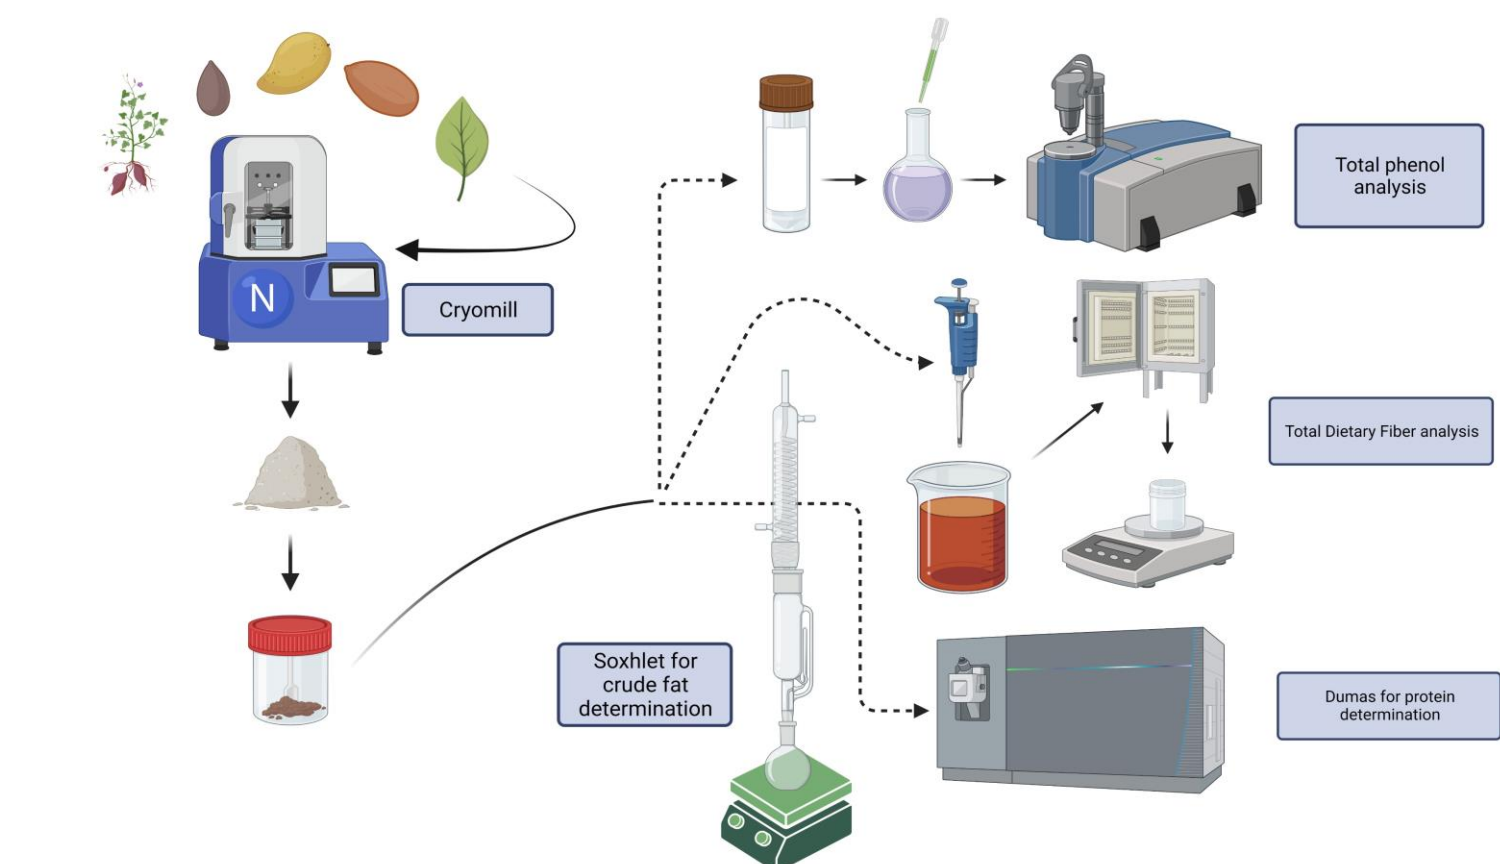 Total phenol
analysis
N
Cryomill
Total Dietary Fiber analysis
Soxhlet for
crude fat
determination
Dumas for protein
determination